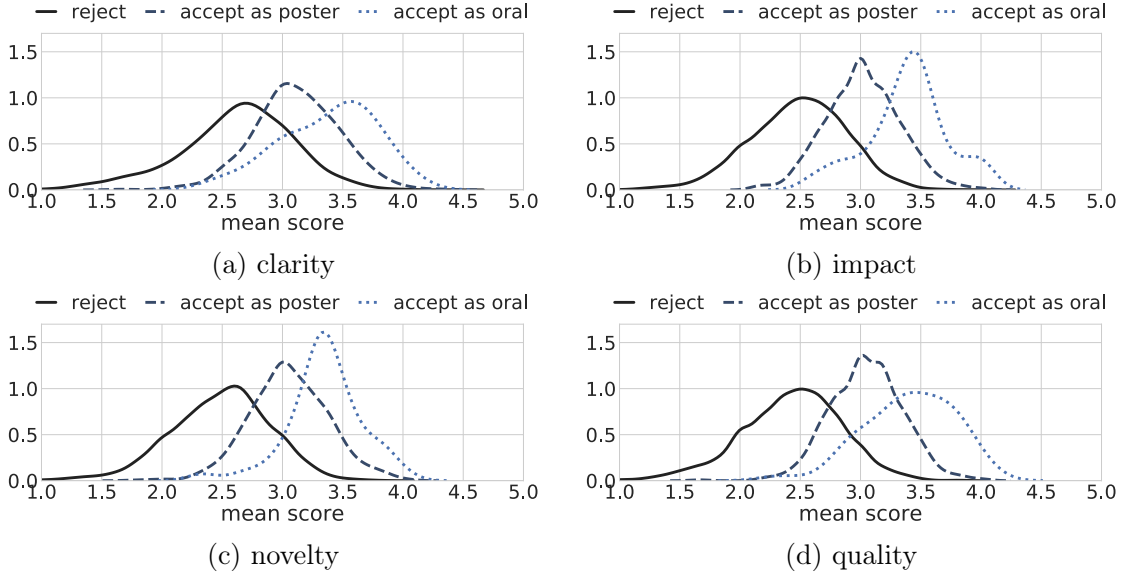 reject accept as poster accept as oral
1.5
1.0
0.5
0.0
1.0 1.5 2.0 2.5 3.0 3.5 4.0 4.5 5.0
mean score
(a) clarity
reject accept as poster accept as oral
1.5
1.0
0.5
0.0
1.0 1.5 2.0 2.5 3.0 3.5 4.0 4.5 5.0
mean score
(b) impact
reject accept as poster accept as oral
1.5
1.0
0.5
0.0
1.0 1.5 2.0 2.5 3.0 3.5 4.0 4.5 5.0
mean score
(c) novelty
reject accept as poster accept as oral
1.5
1.0
0.5
0.0
1.0 1.5 2.0 2.5 3.0 3.5 4.0 4.5 5.0
mean score
(d) quality